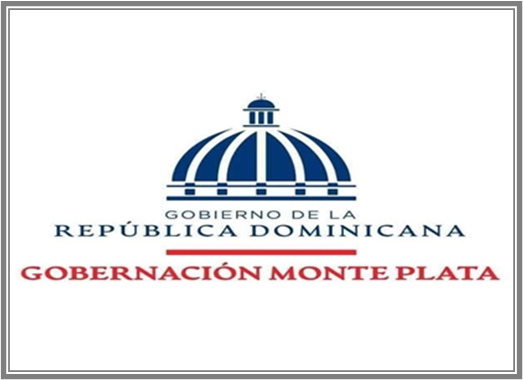 GOBIERNO DE LA
REPÚBLICA DOMINICANA
GOBERNACIÓN MONTE PLATA